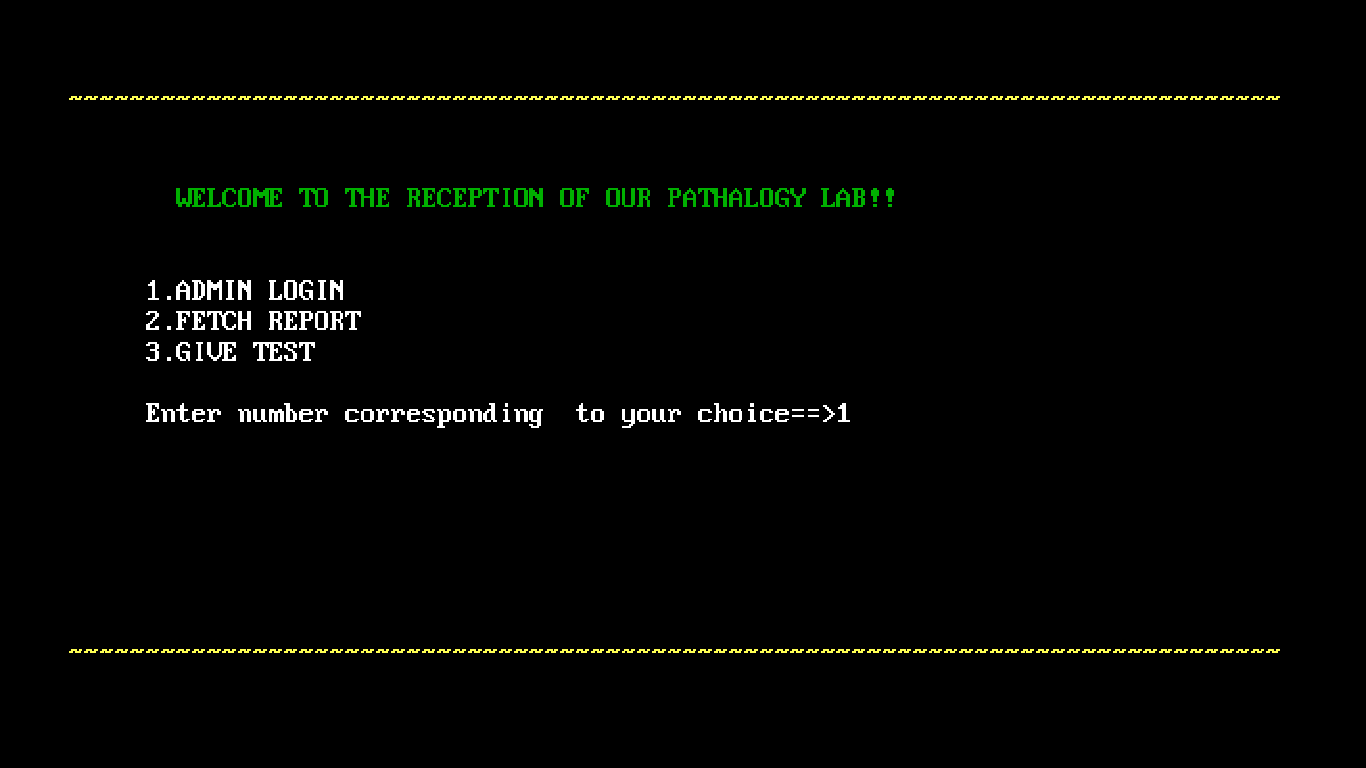 ~~~~~~~~~~~~~~~~~~~~~~~~~~~~~~~~~~~~~~~~~~~~~~~~~~~~~~~~~~~~~~~~~~~~~~~~~~~~~~~
WELCOME TO THE RECEPTION OF OUR PATHALOGY LAB!!
1.ADMIN LOGIN
2.FETCH REPORT
3.GIVE TEST
Enter number corresponding  to your choice==>1
~~~~~~~~~~~~~~~~~~~~~~~~~~~~~~~~~~~~~~~~~~~~~~~~~~~~~~~~~~~~~~~~~~~~~~~~~~~~~~~